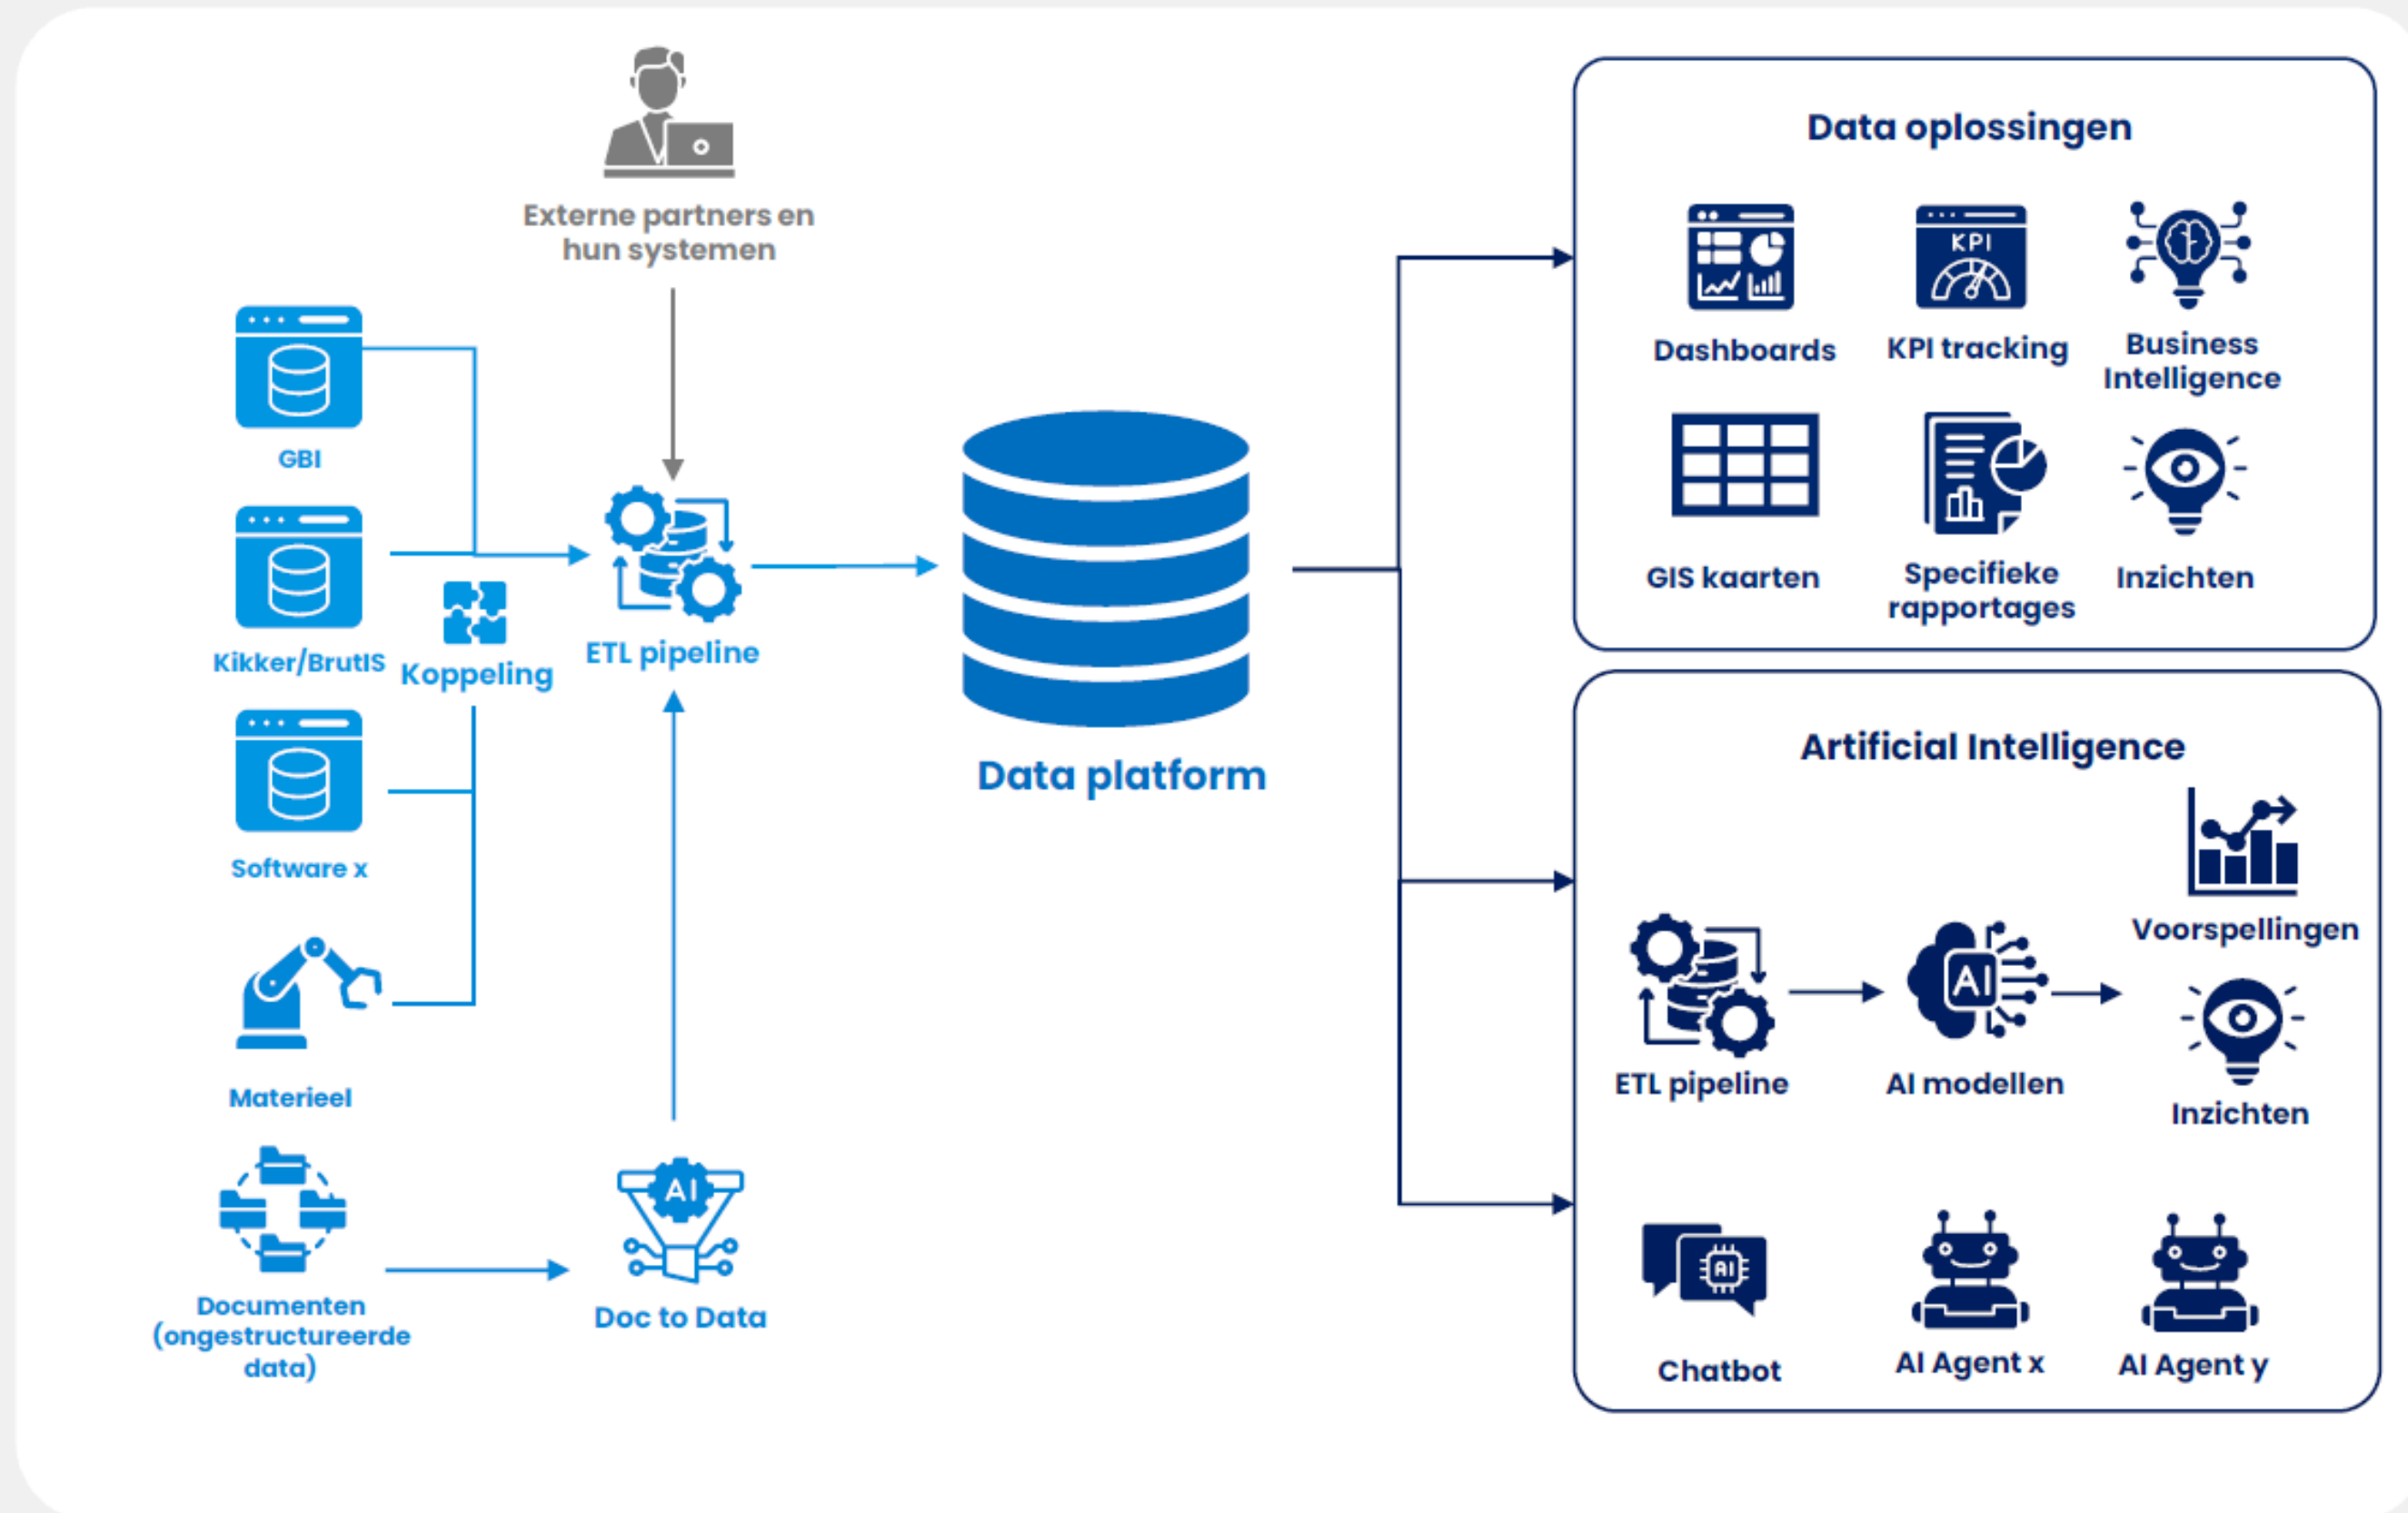 Externe partners en
hun systemen
GBI
Kikker/BrutIS
Koppeling
ETL pipeline
Software x
Materieel
Documenten
(ongestructureerde
data)
Doc to Data
AI
Data platform
Data oplossingen
Dashboards
KPI
KPI tracking
Business
Intelligence
GIS kaarten
Specifieke
rapportages
Inzichten
Artificial Intelligence
ETL pipeline
AI
AI modellen
Voorspellingen
Inzichten
AI
Chatbot
AI Agent x
AI Agent y